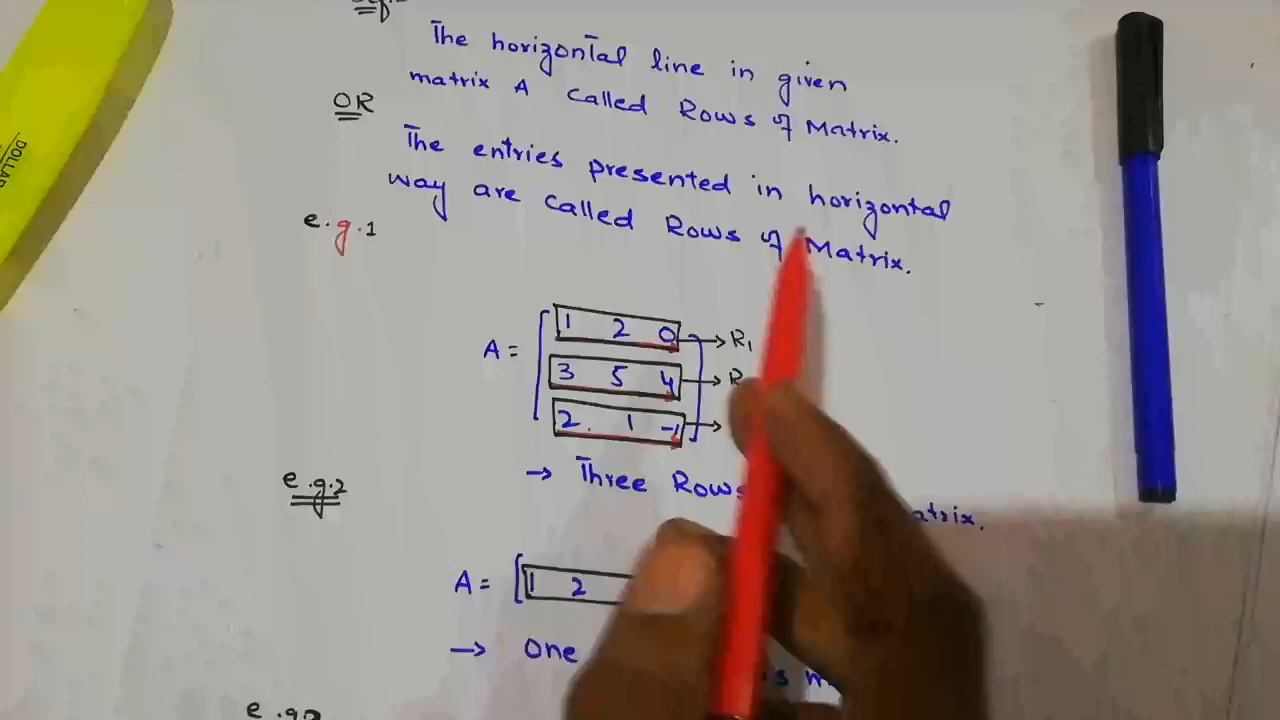 The horizontal line in given
matrix A called Rows of Matrix.
OR
The entries presented in horizontal
way are called Rows of Matrix.
e.g.1
A = [1 2 0 → R1
3 5 4 → R
2. 1 -1] →
→ Three Rows
atrix.
e.g.2
A = [1 2
→ One
DOLLAR